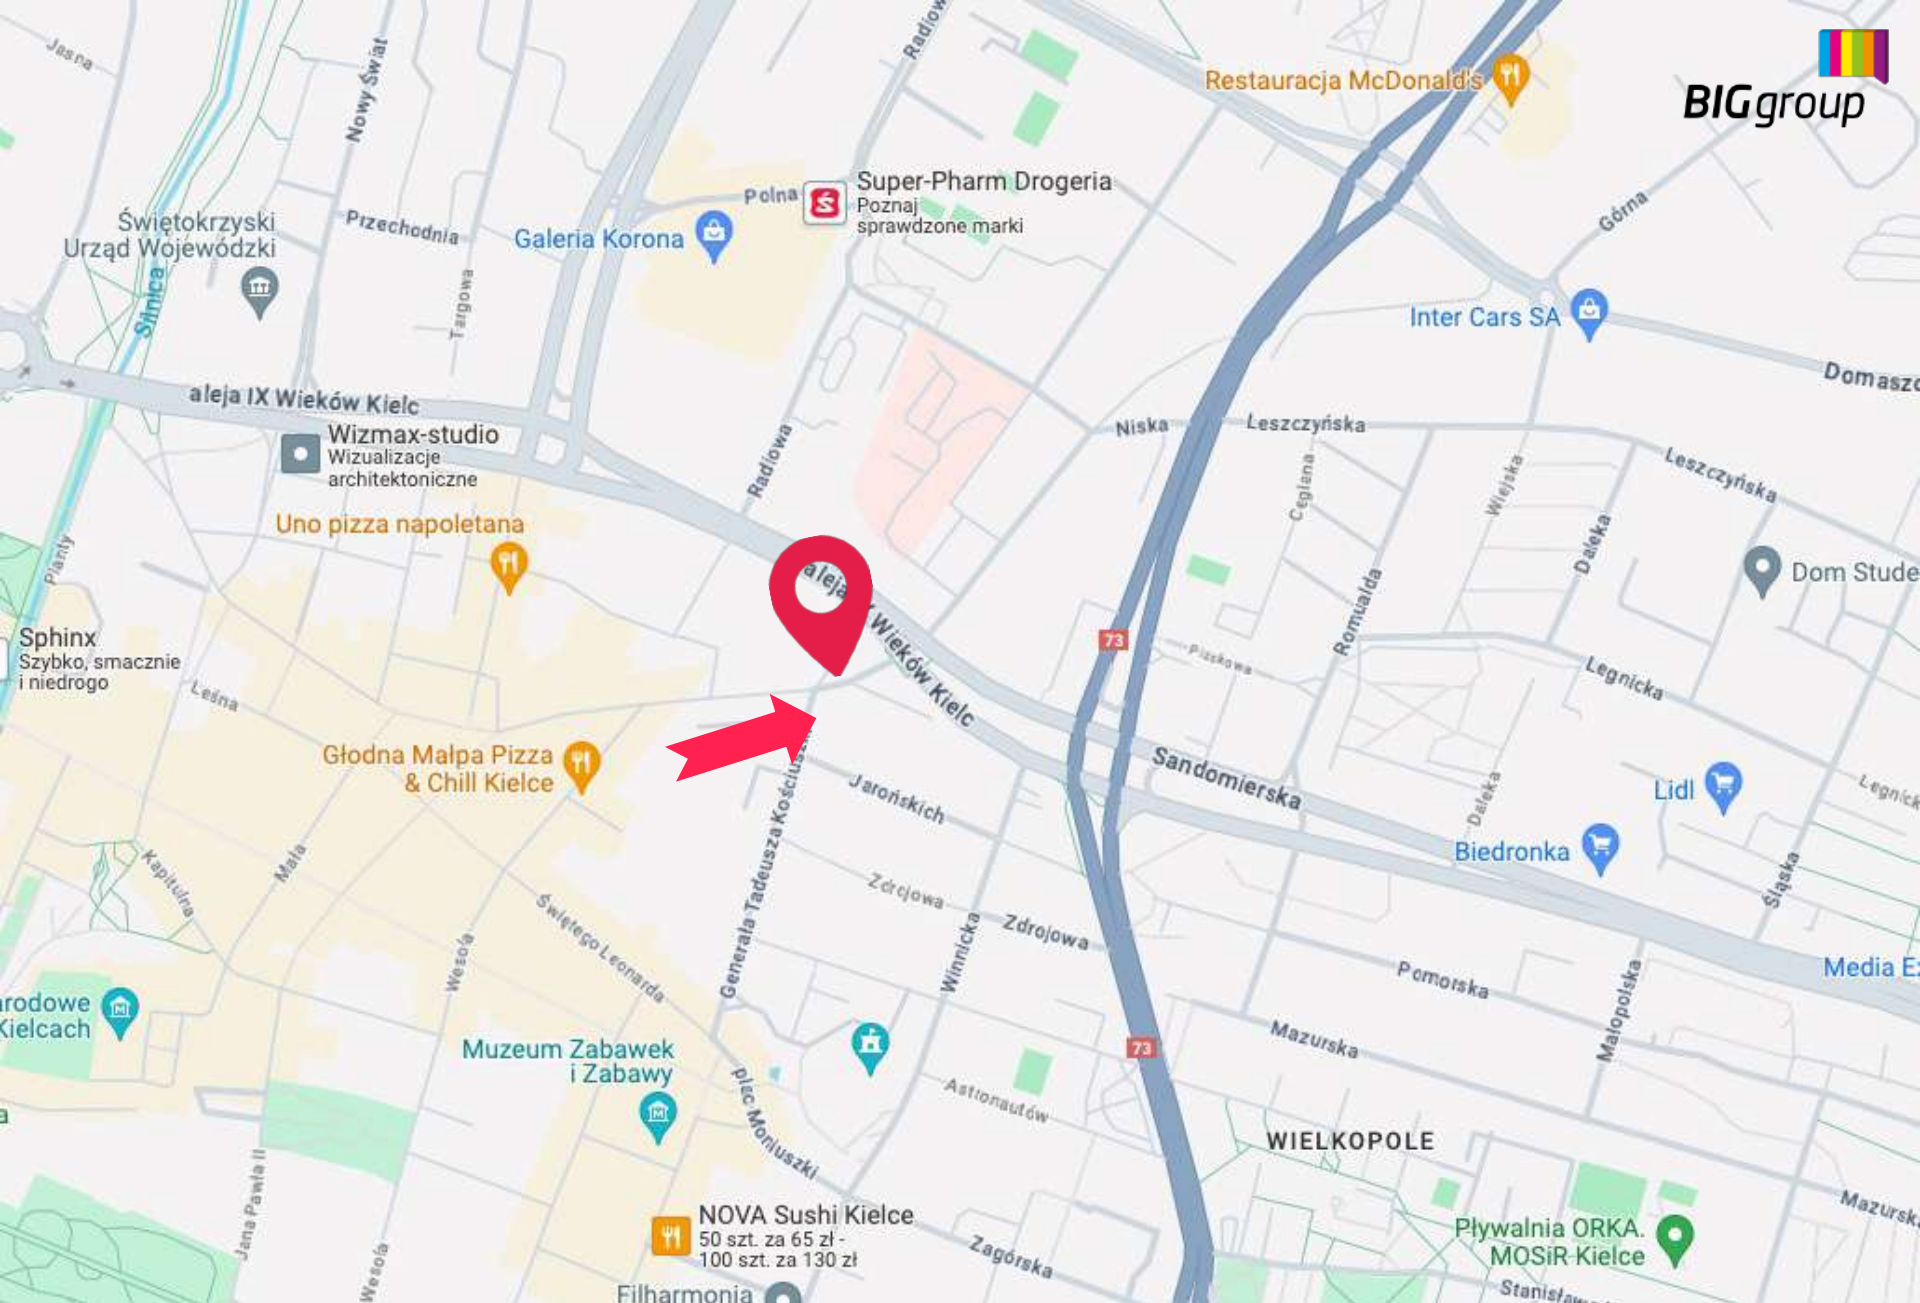 Jasna
Nowy Świat
Radiow
Restauracja McDonald's
BIGgroup
Super-Pharm Drogeria
Poznaj
sprawdzone marki
Polna
Górna
Świętokrzyski
Urząd Wojewódzki
Przechodnia
Galeria Korona
Silnica
Targowa
Inter Cars SA
Domaszo
aleja IX Wieków Kielc
Niska
Leszczyńska
Wizmax-studio
Wizualizacje
architektoniczne
Radiowa
Ceglana
Wiejska
Leszczyńska
Uno pizza napoletana
Planty
Daleka
Dom Stude
aleja IX Wieków Kielc
Romualda
73
Sphinx
Szybko, smacznie
i niedrogo
Leśna
Legnicka
Głodna Małpa Pizza
& Chill Kielce
Generała Tadeusza Kościuszki
Jarońskich
Sandomierska
Daleka
Lidl
Legnick
Biedronka
Kapitulna
Mała
Zdrojowa
Śląska
Świętego Leonarda
Wesoła
Winnicka
Zdrojowa
Pomorska
Małopolska
Media E
arodowe
Kielcach
Muzeum Zabawek
i Zabawy
73
Mazurska
plac Moniuszki
Astronautów
WIELKOPOLE
Jana Pawła II
Wesoła
NOVA Sushi Kielce
50 szt. za 65 zł -
100 szt. za 130 zł
Zagórska
Pływalnia ORKA.
MOSiR Kielce
Mazursk
Filharmonia
Stanisław